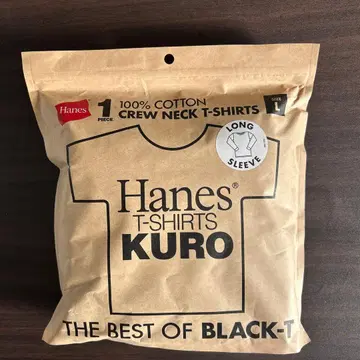 Hanes
1
PIECE
100% COTTON
CREW NECK T-SHIRTS
L
LONG
SLEEVE
Hanes®
T-SHIRTS
KURO
THE BEST OF BLACK-T